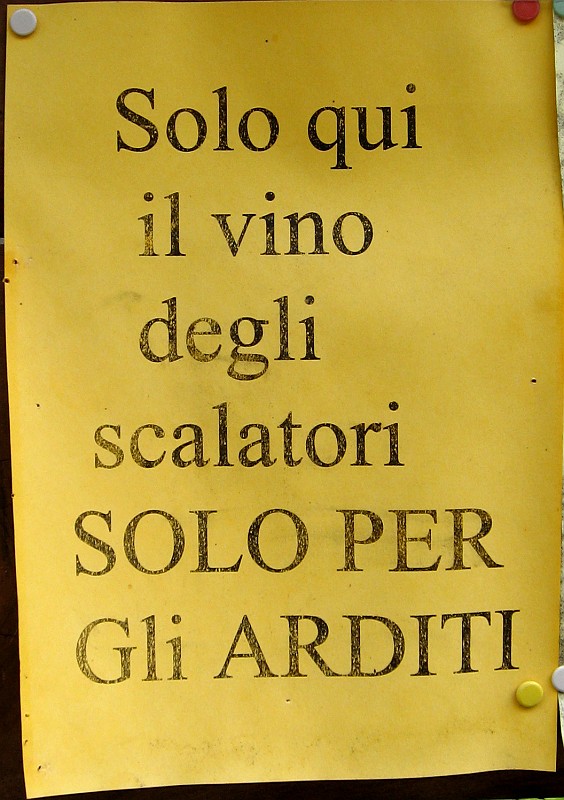 Solo qui
il vino
degli
scalatori
SOLO PER
Gli ARDITI